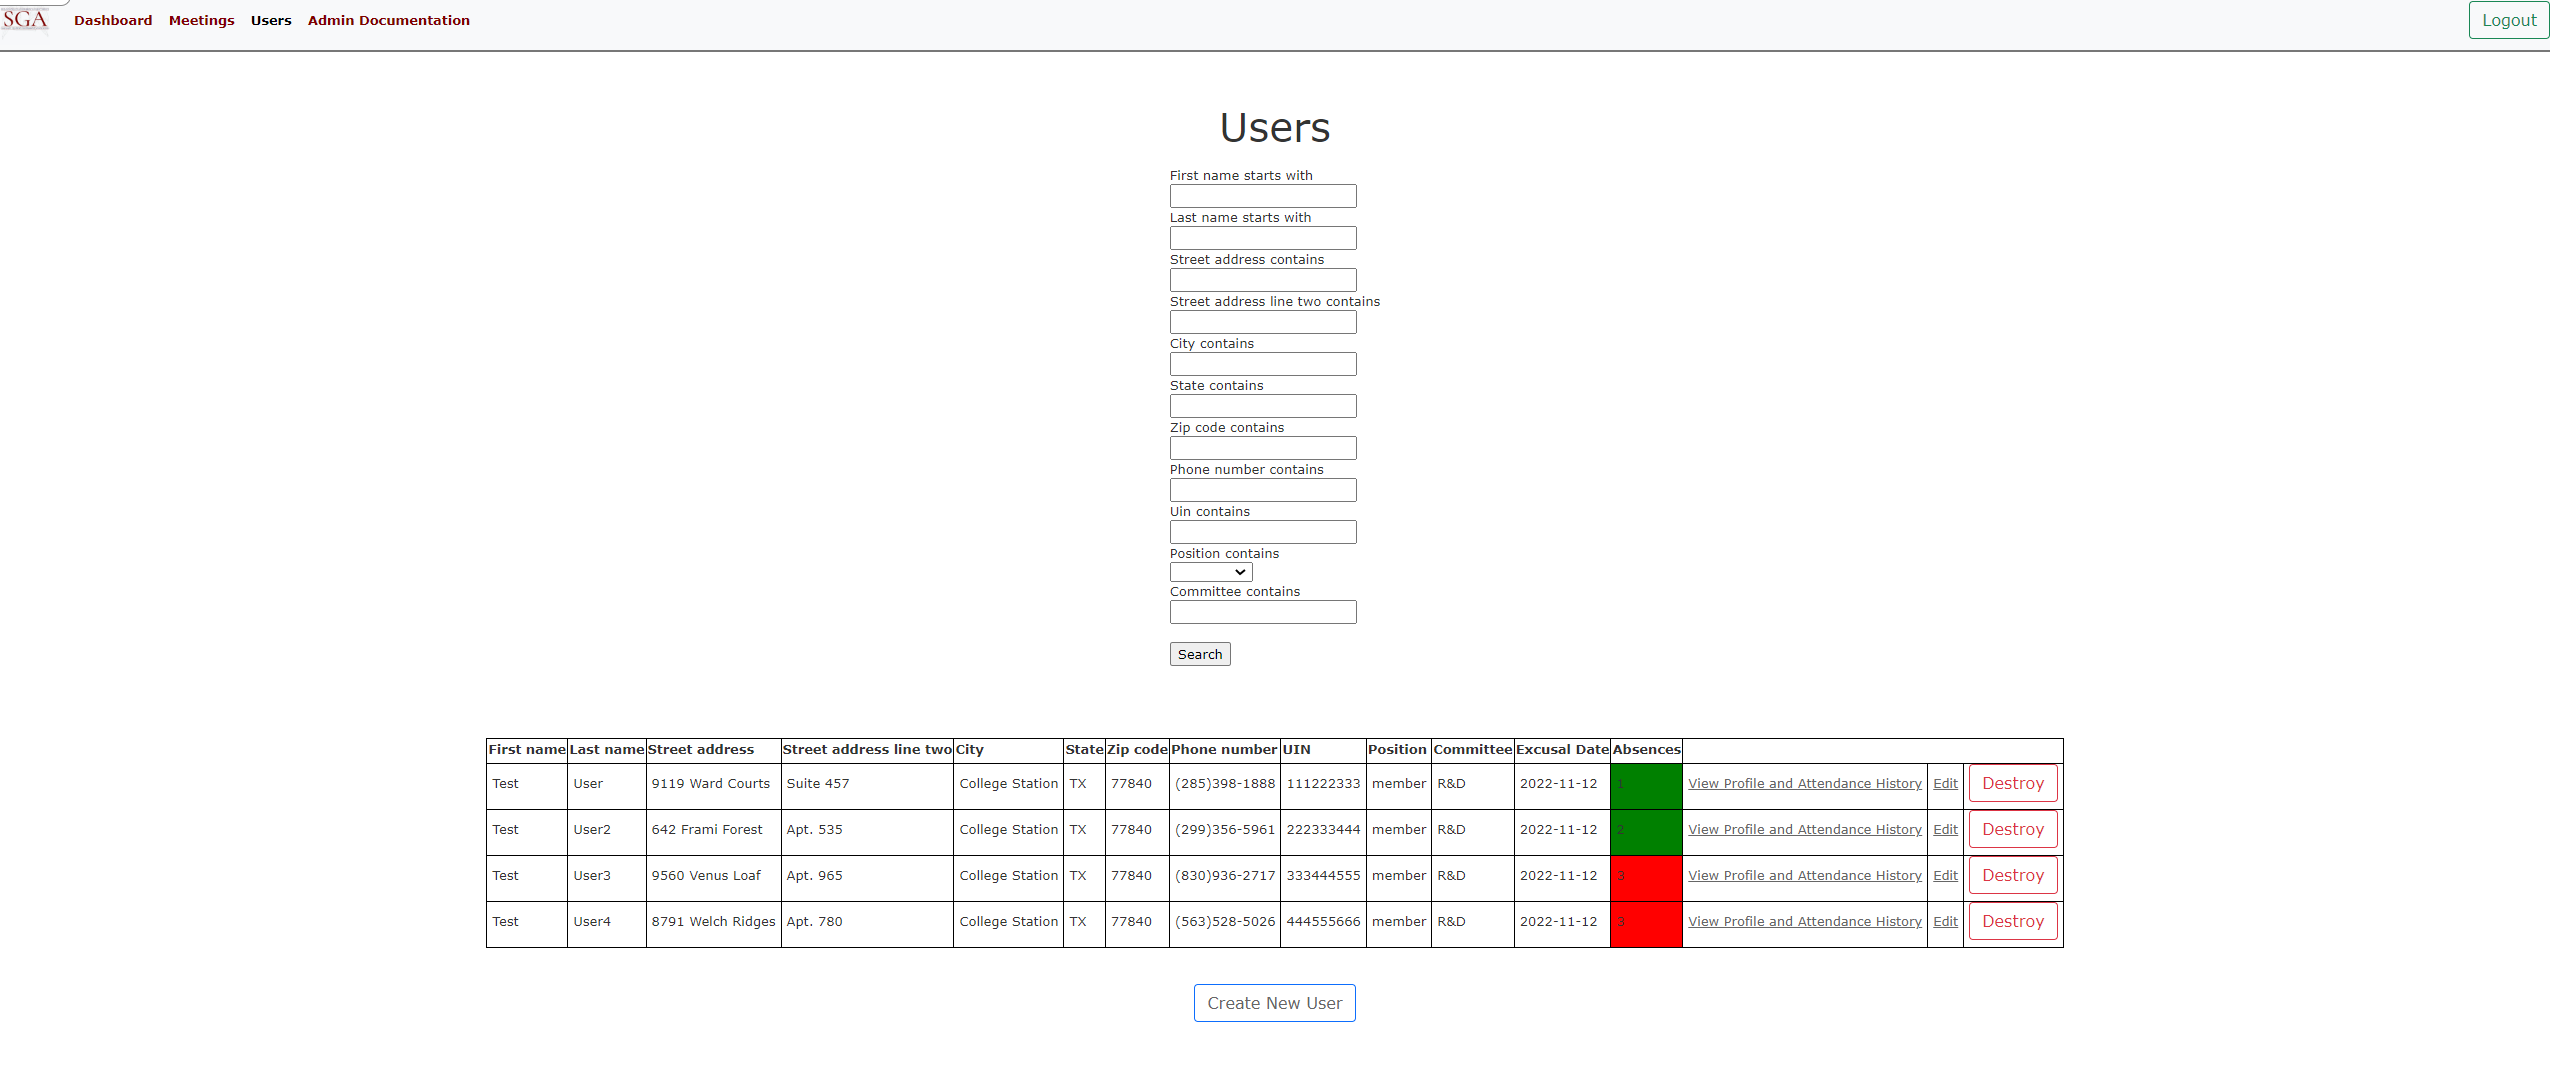 SGA Dashboard Meetings Users Admin Documentation Logout
Users
First name starts with
Last name starts with
Street address contains
Street address line two contains
City contains
State contains
Zip code contains
Phone number contains
Uin contains
Position contains
Committee contains
Search
First name Last name Street address Street address line two City State Zip code Phone number UIN Position Committee Excusal Date Absences
Test User 9119 Ward Courts Suite 457 College Station TX 77840 (285)398-1888 111222333 member R&D 2022-11-12 1 View Profile and Attendance History Edit Destroy
Test User2 642 Frami Forest Apt. 535 College Station TX 77840 (299)356-5961 222333444 member R&D 2022-11-12 2 View Profile and Attendance History Edit Destroy
Test User3 9560 Venus Loaf Apt. 965 College Station TX 77840 (830)936-2717 333444555 member R&D 2022-11-12 3 View Profile and Attendance History Edit Destroy
Test User4 8791 Welch Ridges Apt. 780 College Station TX 77840 (563)528-5026 444555666 member R&D 2022-11-12 3 View Profile and Attendance History Edit Destroy
Create New User